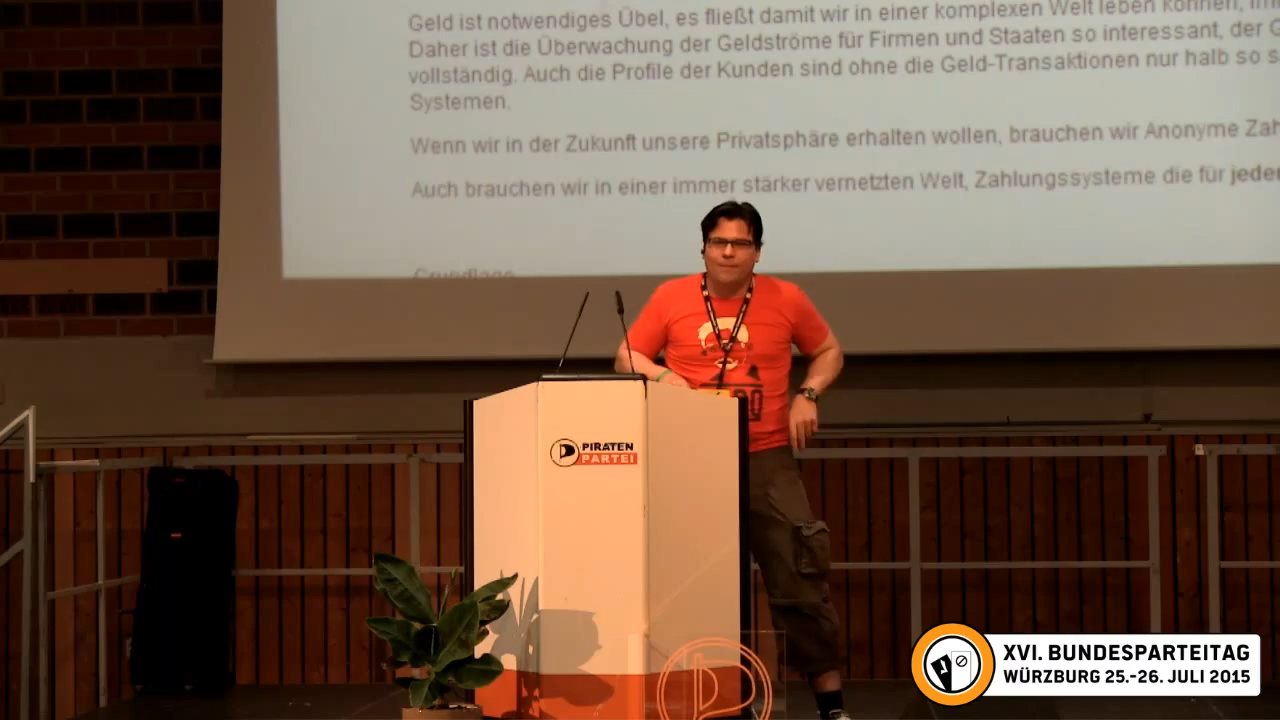 Geld ist notwendiges Übel, es fließt damit wir in einer komplexen Welt leben können,
Daher ist die Überwachung der Geldströme für Firmen und Staaten so interessant, der
vollständig. Auch die Profile der Kunden sind ohne die Geld-Transaktionen nur halb so
Systemen.
Wenn wir in der Zukunft unsere Privatsphäre erhalten wollen, brauchen wir Anonyme Zah
Auch brauchen wir in einer immer stärker vernetzten Welt, Zahlungssysteme die für jeden
Grundlage
PIRATEN
PARTEI
XVI. BUNDESPARTEITAG
WÜRZBURG 25.-26. JULI 2015